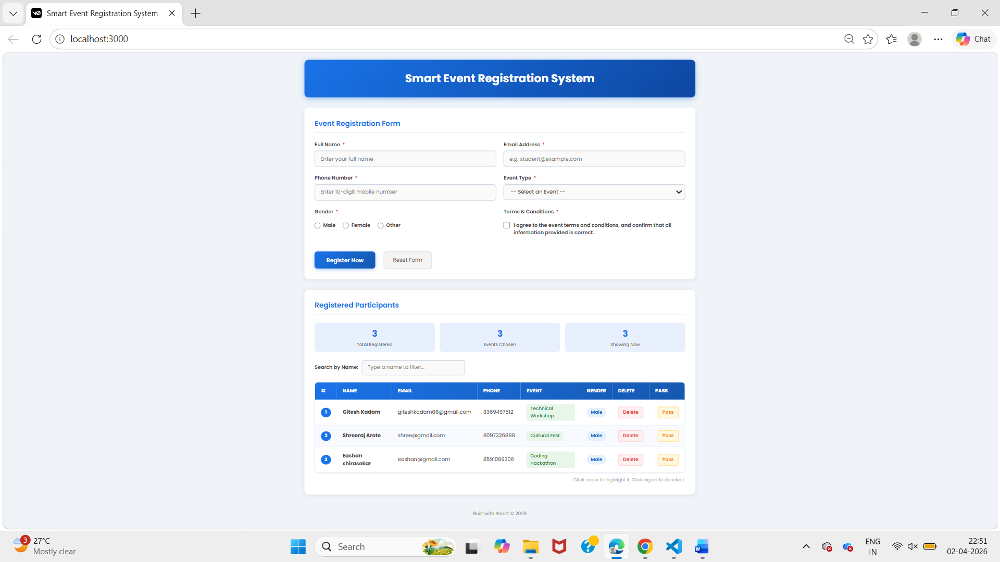 Smart Event Registration System
localhost:3000
Chat
Smart Event Registration System
Event Registration Form
Full Name *
Email Address *
Enter your full name
e.g. student@example.com
Phone Number *
Event Type *
Enter 10-digit mobile number
-- Select an Event --
Gender *
Terms & Conditions *
Male Female Other
I agree to the event terms and conditions, and confirm that all
information provided is correct.
Register Now
Reset Form
Registered Participants
3
Total Registered
3
Events Chosen
3
Showing Now
Search by Name: Type a name to filter...
# NAME EMAIL PHONE EVENT GENDER DELETE PASS
1 Gitesh Kadam giteshkadam06@gmail.com 8369497512 Technical Workshop Male Delete Pass
2 Shreeraj Arote shree@gmail.com 8097326888 Cultural Fest Male Delete Pass
3 Eashan shirasekar eashan@gmail.com 8591089306 Coding Hackathon Male Delete Pass
Click a row to highlight it. Click again to deselect.
Built with React © 2026
3
27°C
Mostly clear
Search
ENG
IN
22:51
02-04-2026